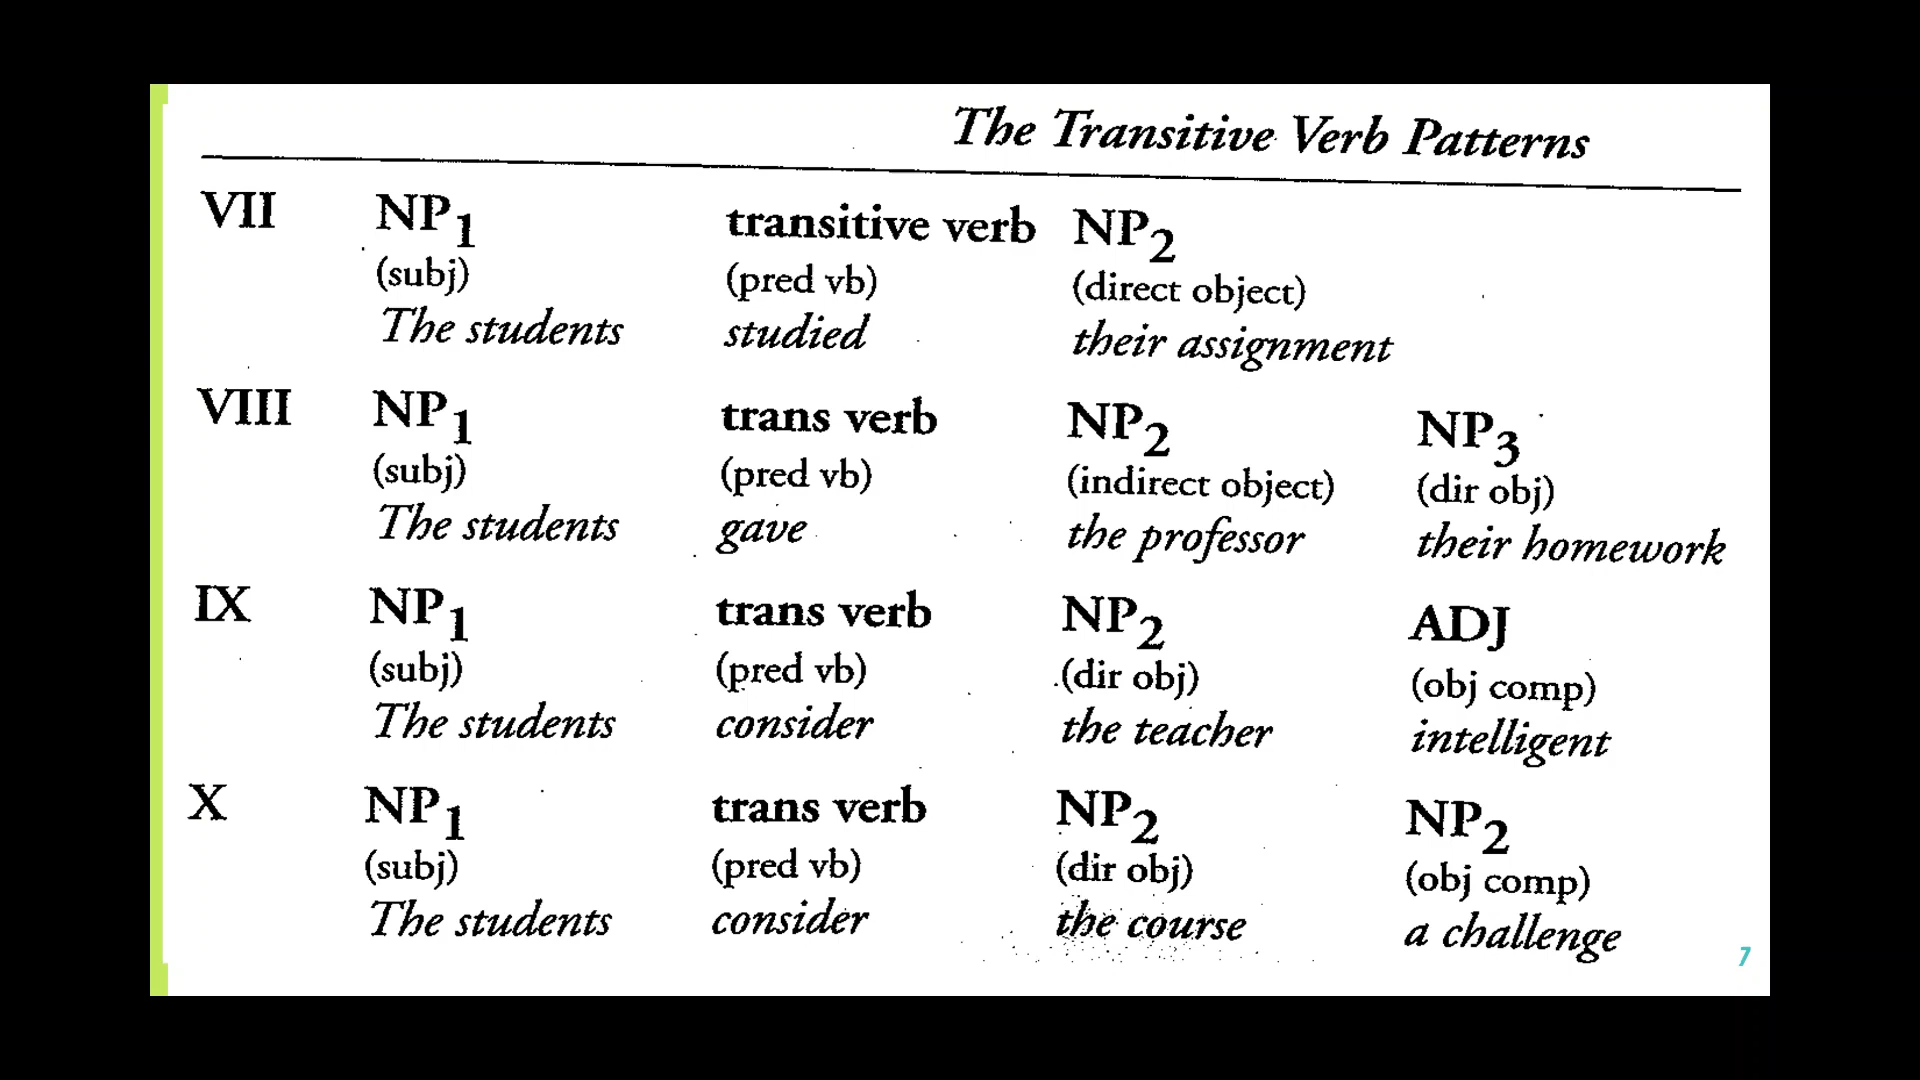 The Transitive Verb Patterns
VII NP1 transitive verb NP2
(subj) (pred vb) (direct object)
The students studied their assignment
VIII NP1 trans verb NP2 NP3
(subj) (pred vb) (indirect object) (dir obj)
The students gave the professor their homework
IX NP1 trans verb NP2 ADJ
(subj) (pred vb) (dir obj) (obj comp)
The students consider the teacher intelligent
X NP1 trans verb NP2 NP2
(subj) (pred vb) (dir obj) (obj comp)
The students consider the course a challenge
7